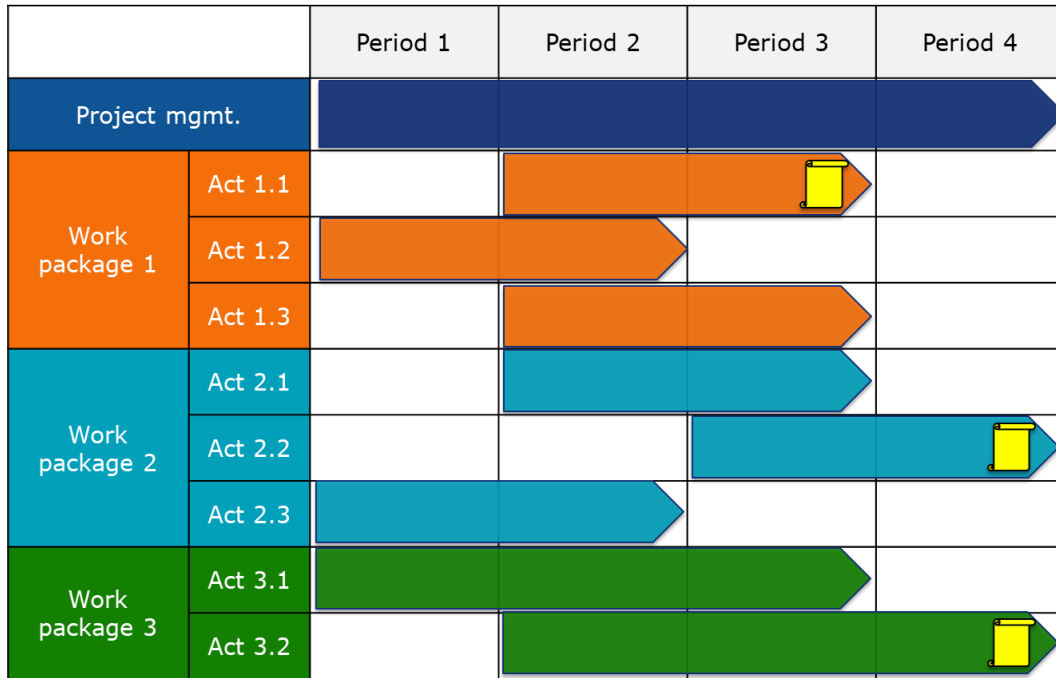 Period 1
Period 2
Period 3
Period 4
Project mgmt.
Work
package 1
Act 1.1
Act 1.2
Act 1.3
Work
package 2
Act 2.1
Act 2.2
Act 2.3
Work
package 3
Act 3.1
Act 3.2